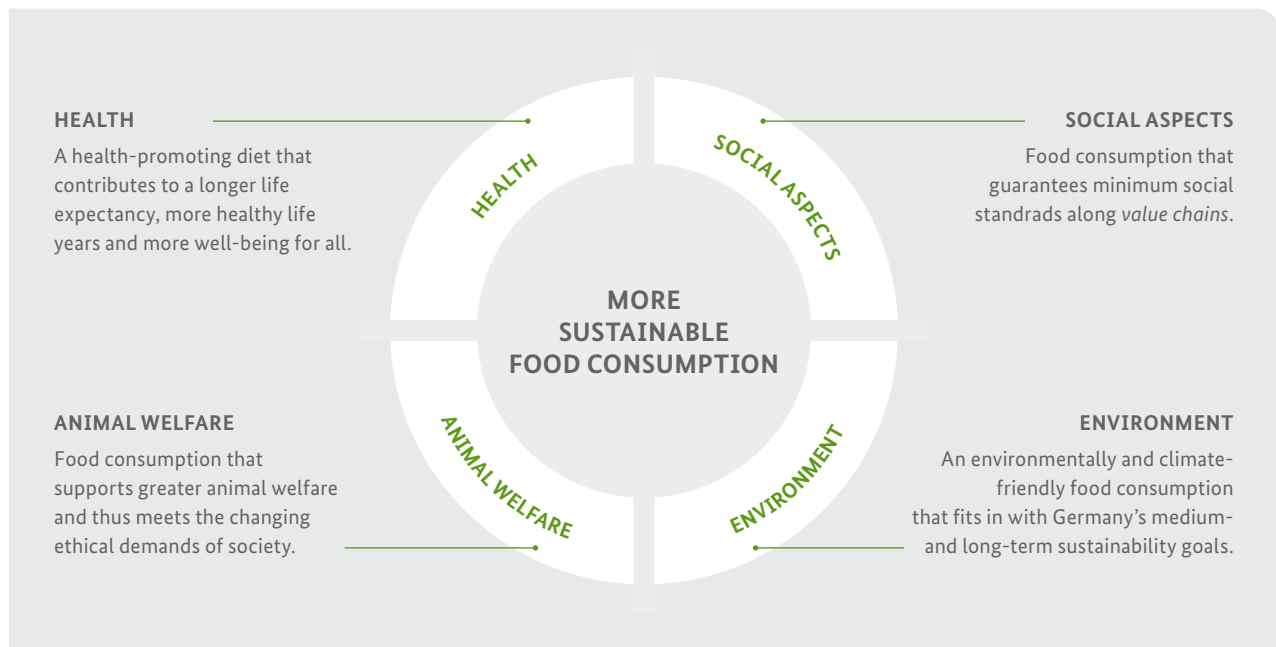 HEALTH
A health-promoting diet that
contributes to a longer life
expectancy, more healthy life
years and more well-being for all.
SOCIAL ASPECTS
Food consumption that
guarantees minimum social
standrads along value chains.
HEALTH
SOCIAL ASPECTS
MORE
SUSTAINABLE
FOOD CONSUMPTION
ANIMAL WELFARE
ENVIRONMENT
ANIMAL WELFARE
Food consumption that
supports greater animal welfare
and thus meets the changing
ethical demands of society.
ENVIRONMENT
An environmentally and climate-
friendly food consumption
that fits in with Germany’s medium-
and long-term sustainability goals.